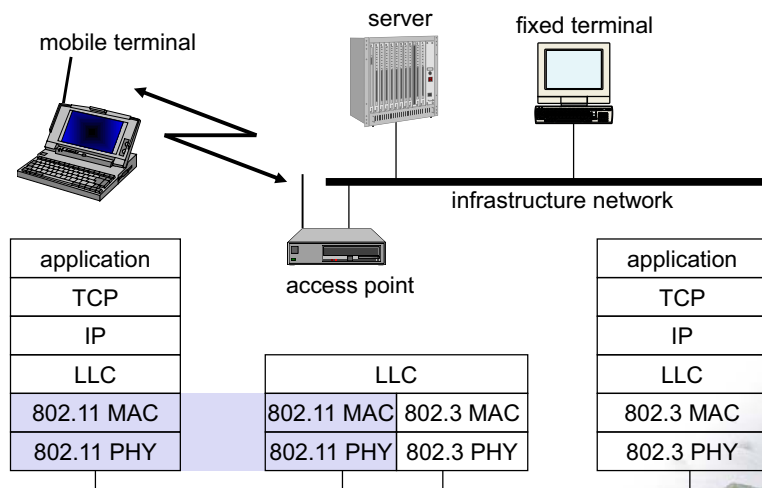 server
fixed terminal
mobile terminal
infrastructure network
access point
application
TCP
IP
LLC
802.11 MAC
802.11 PHY
LLC
802.11 MAC 802.3 MAC
802.11 PHY 802.3 PHY
application
TCP
IP
LLC
802.3 MAC
802.3 PHY